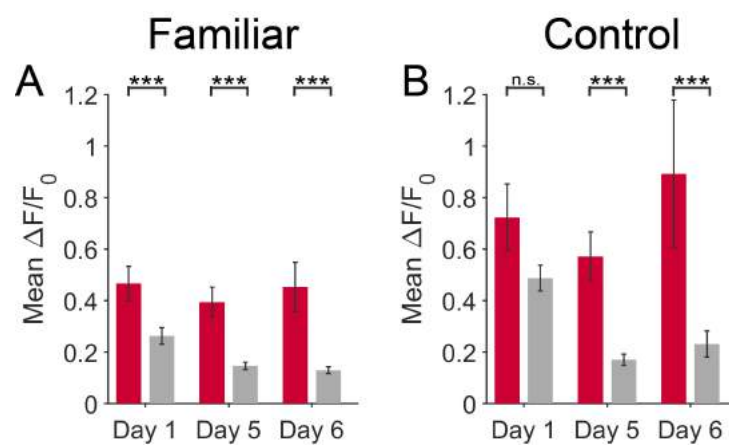 Familiar
Control
A
*** *** ***
1.2
1
0.8
0.6
0.4
0.2
0
Mean ΔF/F0
Day 1 Day 5 Day 6
B
n.s. *** ***
1.2
1
0.8
0.6
0.4
0.2
0
Mean ΔF/F0
Day 1 Day 5 Day 6